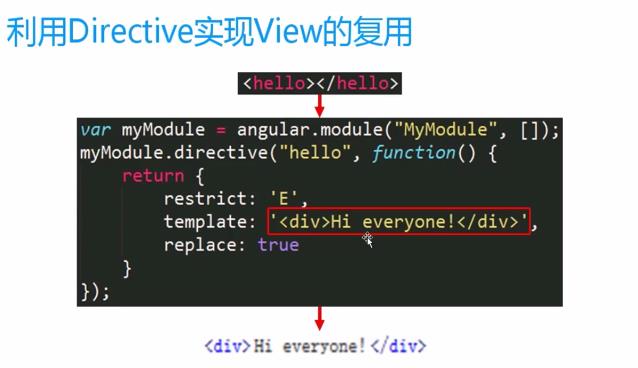 利用Directive实现View的复用
<hello></hello>
var myModule = angular.module("MyModule", []);
myModule.directive("hello", function() {
    return {
        restrict: 'E',
        template: '<div>Hi everyone!</div>',
        replace: true
    }
});
<div>Hi everyone!</div>